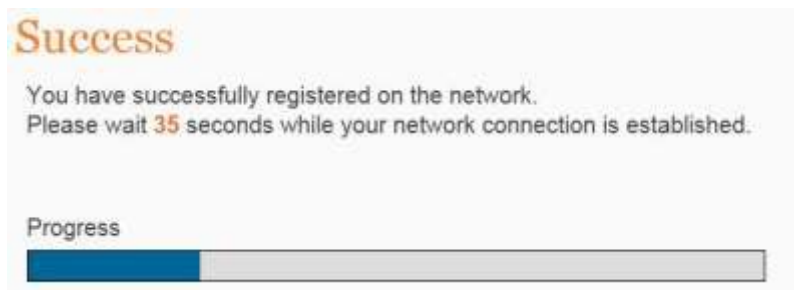 Success
You have successfully registered on the network.
Please wait 35 seconds while your network connection is established.
Progress